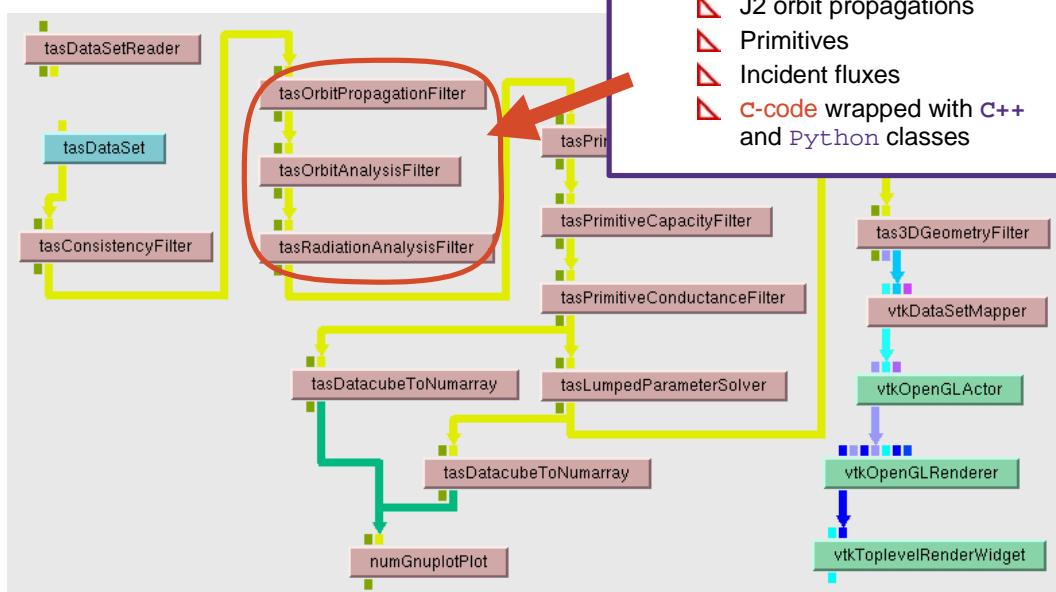 J2 orbit propagations
Primitives
Incident fluxes
C-code wrapped with C++
and Python classes
tasDataSetReader
tasDataSet
tasConsistencyFilter
tasOrbitPropagationFilter
tasOrbitAnalysisFilter
tasRadiationAnalysisFilter
tasPri
tasPrimitiveCapacityFilter
tasPrimitiveConductanceFilter
tasDatacubeToNumarray
tasLumpedParameterSolver
tasDatacubeToNumarray
numGnuplotPlot
tas3DGeometryFilter
vtkDataSetMapper
vtkOpenGLActor
vtkOpenGLRenderer
vtkToplevelRenderWidget